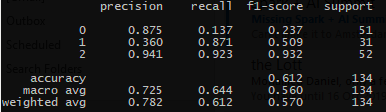 precision recall f1-score support
0 0.875 0.137 0.237 51
1 0.360 0.871 0.509 31
2 0.941 0.923 0.932 52
accuracy 0.612 134
macro avg 0.725 0.644 0.560 134
weighted avg 0.782 0.612 0.570 134
Outbox
Scheduled